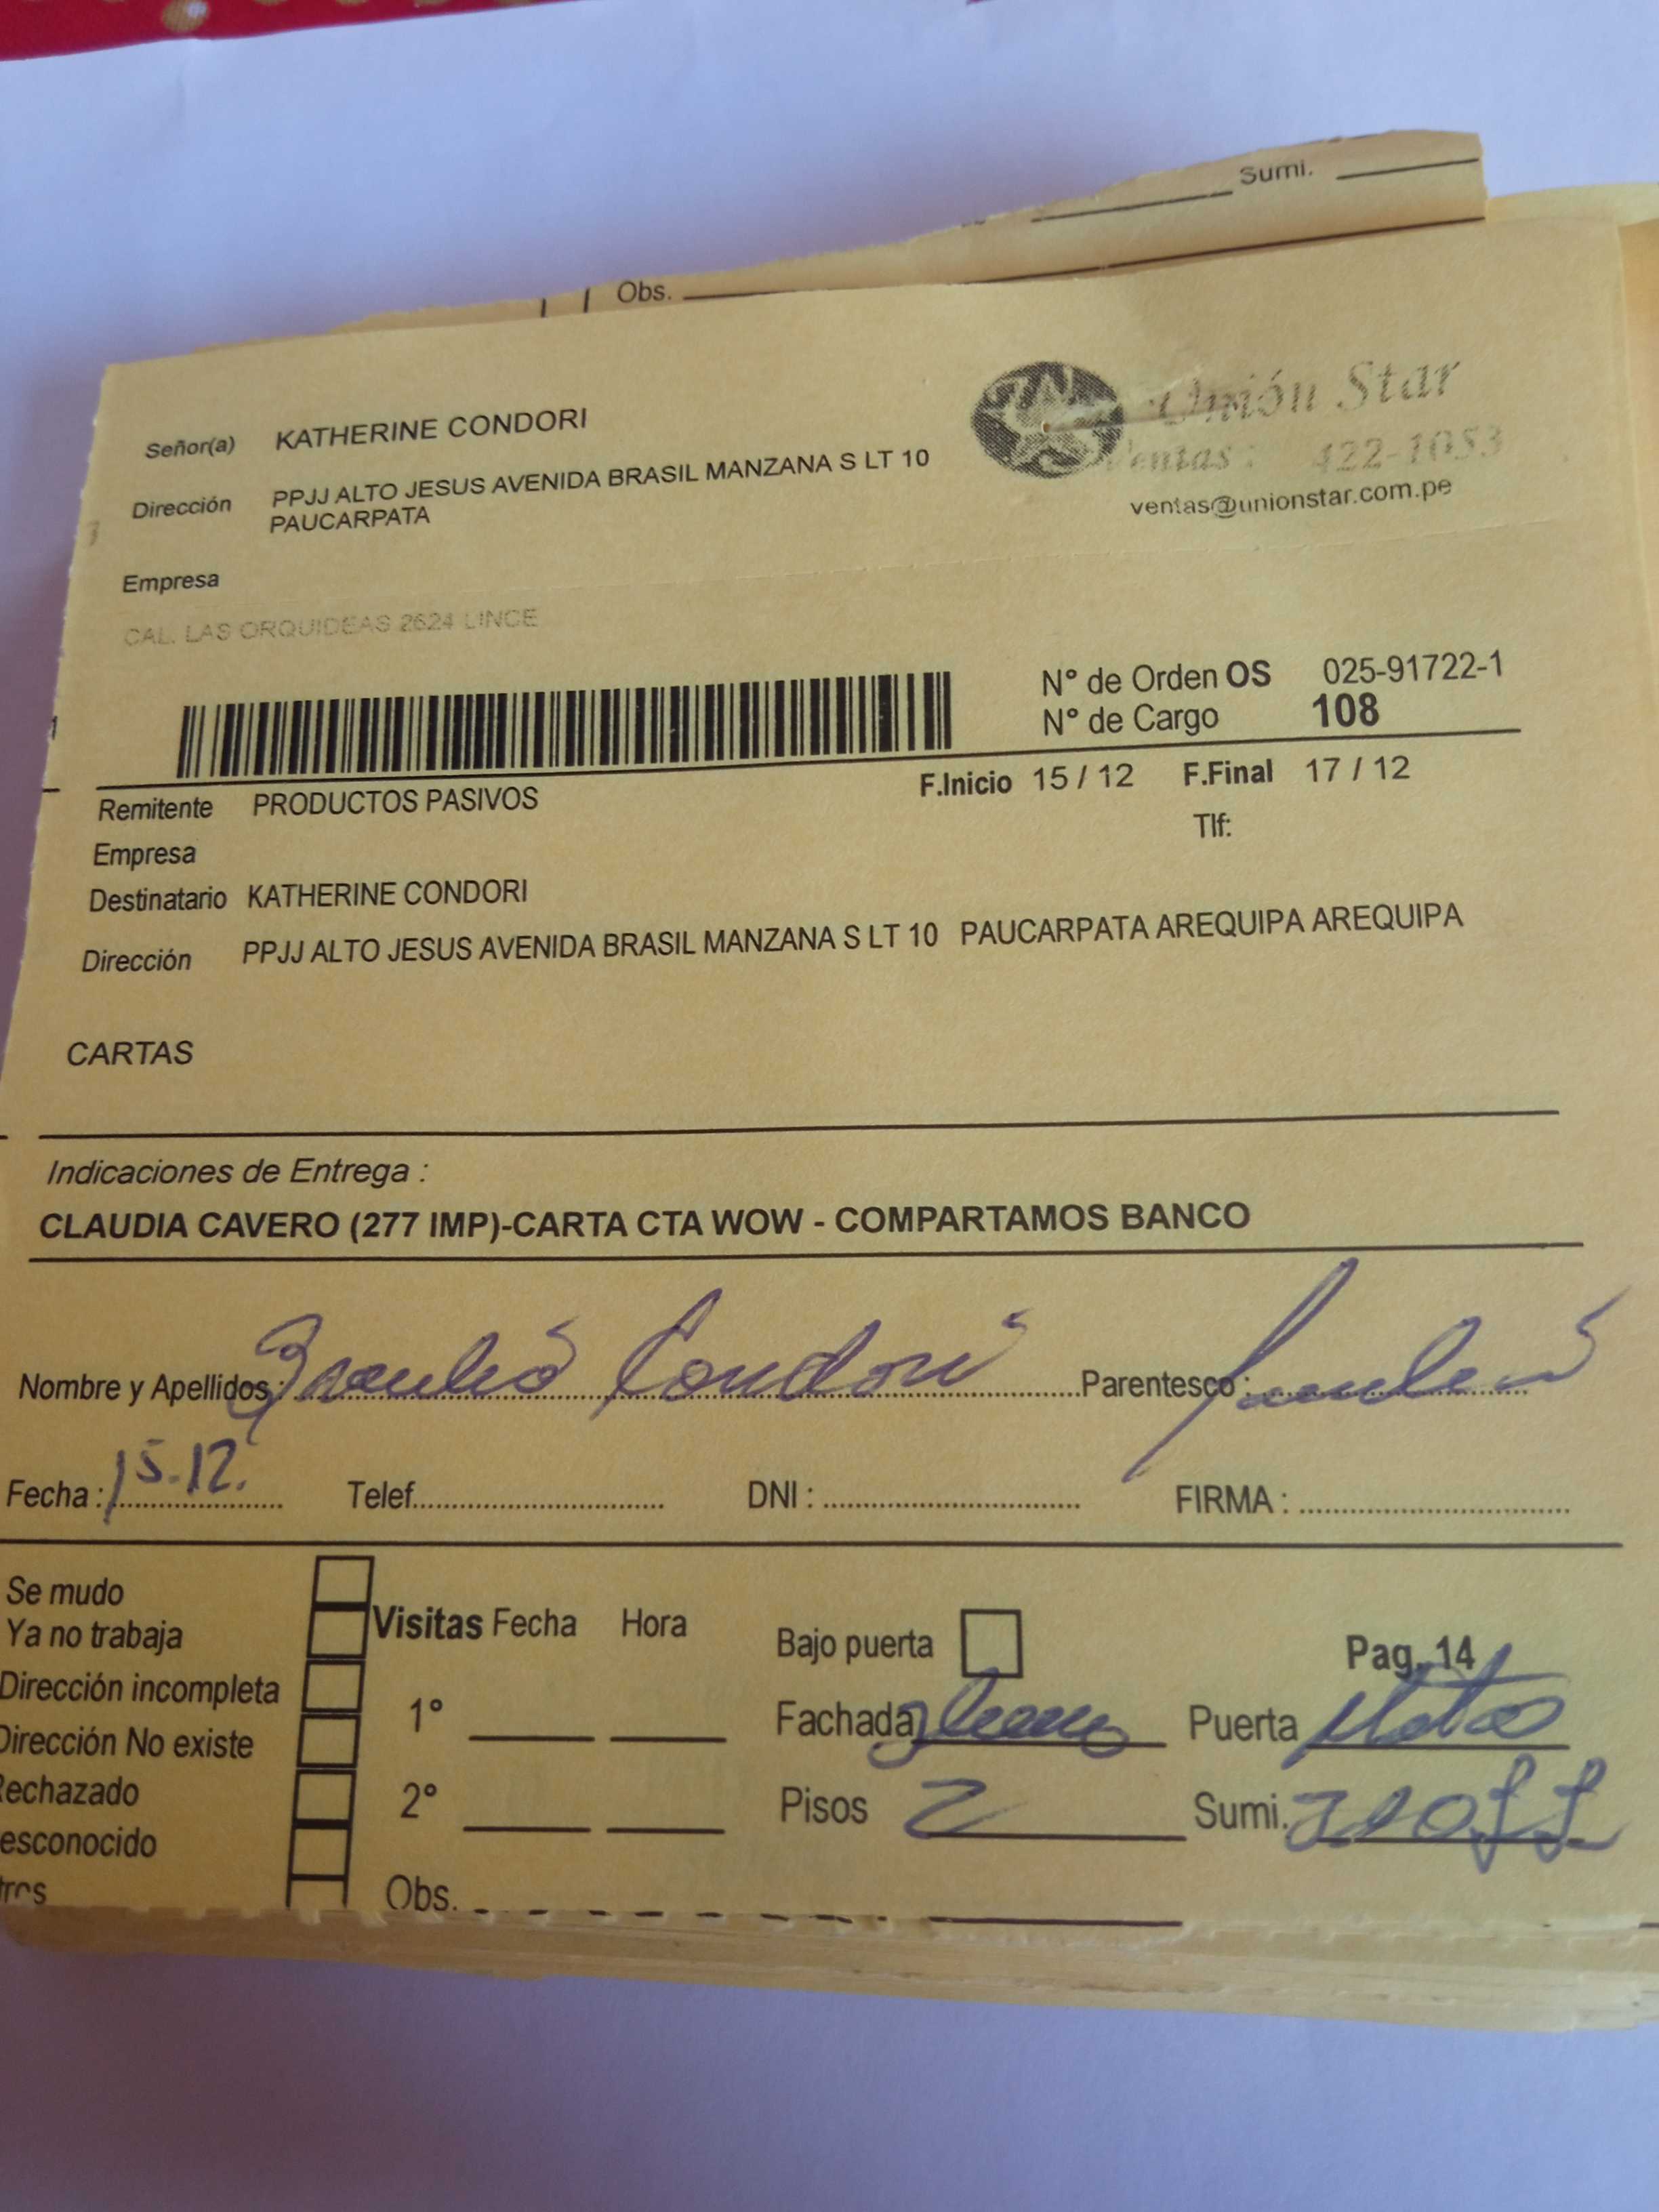 Sumi.
Obs.
Señor(a) KATHERINE CONDORI
Dirección PPJJ ALTO JESUS AVENIDA BRASIL MANZANA S LT 10
PAUCARPATA
Unión Star
Ventas : 422-1053
ventas@unionstar.com.pe
Empresa
CAL. LAS ORQUIDEAS 2624 LINCE
N° de Orden OS 025-91722-1
N° de Cargo 108
F.Inicio 15 / 12 F.Final 17 / 12
Remitente PRODUCTOS PASIVOS
Tlf:
Empresa
Destinatario KATHERINE CONDORI
Dirección PPJJ ALTO JESUS AVENIDA BRASIL MANZANA S LT 10 PAUCARPATA AREQUIPA AREQUIPA
CARTAS
Indicaciones de Entrega :
CLAUDIA CAVERO (277 IMP)-CARTA CTA WOW - COMPARTAMOS BANCO
Nombre y Apellidos: Braulio Condori Parentesco :
Fecha : 15.12. Telef. DNI : FIRMA :
Se mudo
Ya no trabaja
Dirección incompleta
Dirección No existe
Rechazado
esconocido
Visitas Fecha Hora
1°
2°
Obs.
Bajo puerta Pag. 14
Fachada Puerta
Pisos 2 Sumi.